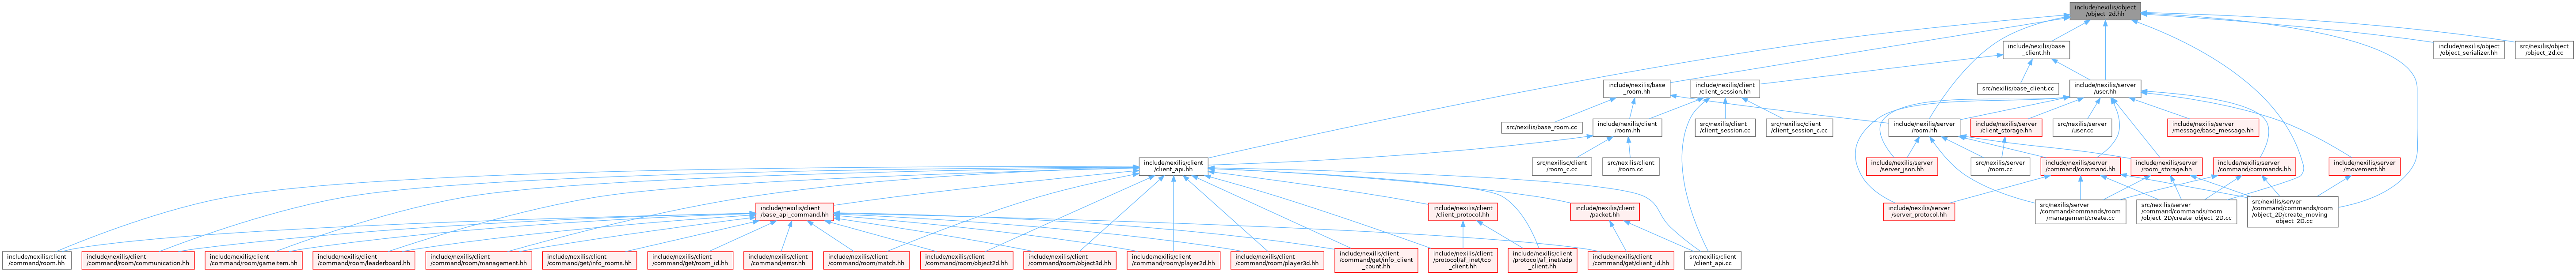 include/nexilis/object
/object_2d.hh
include/nexilis/base
_client.hh
include/nexilis/object
/object_serializer.hh
src/nexilis/object
/object_2d.cc
include/nexilis/base
_room.hh
include/nexilis/client
/client_session.hh
src/nexilis/base_client.cc
include/nexilis/server
/user.hh
src/nexilis/base_room.cc
include/nexilis/client
/room.hh
src/nexilis/client
/client_session.cc
src/nexilisc/client
/client_session_c.cc
include/nexilis/server
/room.hh
include/nexilis/server
/client_storage.hh
src/nexilis/server
/user.cc
include/nexilis/server
/message/base_message.hh
include/nexilis/client
/client_api.hh
src/nexilisc/client
/room_c.cc
src/nexilis/client
/room.cc
include/nexilis/server
/server_json.hh
src/nexilis/server
/room.cc
include/nexilis/server
/command/command.hh
include/nexilis/server
/room_storage.hh
include/nexilis/server
/command/commands.hh
include/nexilis/server
/movement.hh
include/nexilis/client
/base_api_command.hh
include/nexilis/client
/client_protocol.hh
include/nexilis/client
/packet.hh
include/nexilis/server
/server_protocol.hh
src/nexilis/server
/command/commands/room
/management/create.cc
src/nexilis/server
/command/commands/room
/object_2D/create_object_2D.cc
src/nexilis/server
/command/commands/room
/object_2D/create_moving
_object_2D.cc
include/nexilis/client
/command/room.hh
include/nexilis/client
/command/room/communication.hh
include/nexilis/client
/command/room/gameitem.hh
include/nexilis/client
/command/room/leaderboard.hh
include/nexilis/client
/command/room/management.hh
include/nexilis/client
/command/get/info_rooms.hh
include/nexilis/client
/command/get/room_id.hh
include/nexilis/client
/command/error.hh
include/nexilis/client
/command/room/match.hh
include/nexilis/client
/command/room/object2d.hh
include/nexilis/client
/command/room/object3d.hh
include/nexilis/client
/command/room/player2d.hh
include/nexilis/client
/command/room/player3d.hh
include/nexilis/client
/command/get/info_client
_count.hh
include/nexilis/client
/protocol/af_inet/tcp
_client.hh
include/nexilis/client
/protocol/af_inet/udp
_client.hh
include/nexilis/client
/command/get/client_id.hh
src/nexilis/client
/client_api.cc